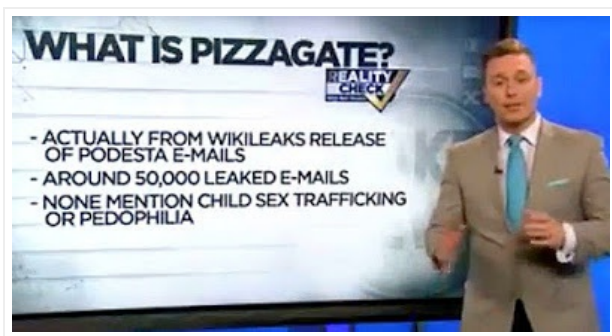 WHAT IS PIZZAGATE?
REALITY
CHECK
- ACTUALLY FROM WIKILEAKS RELEASE
OF PODESTA E-MAILS
- AROUND 50,000 LEAKED E-MAILS
- NONE MENTION CHILD SEX TRAFFICKING
OR PEDOPHILIA